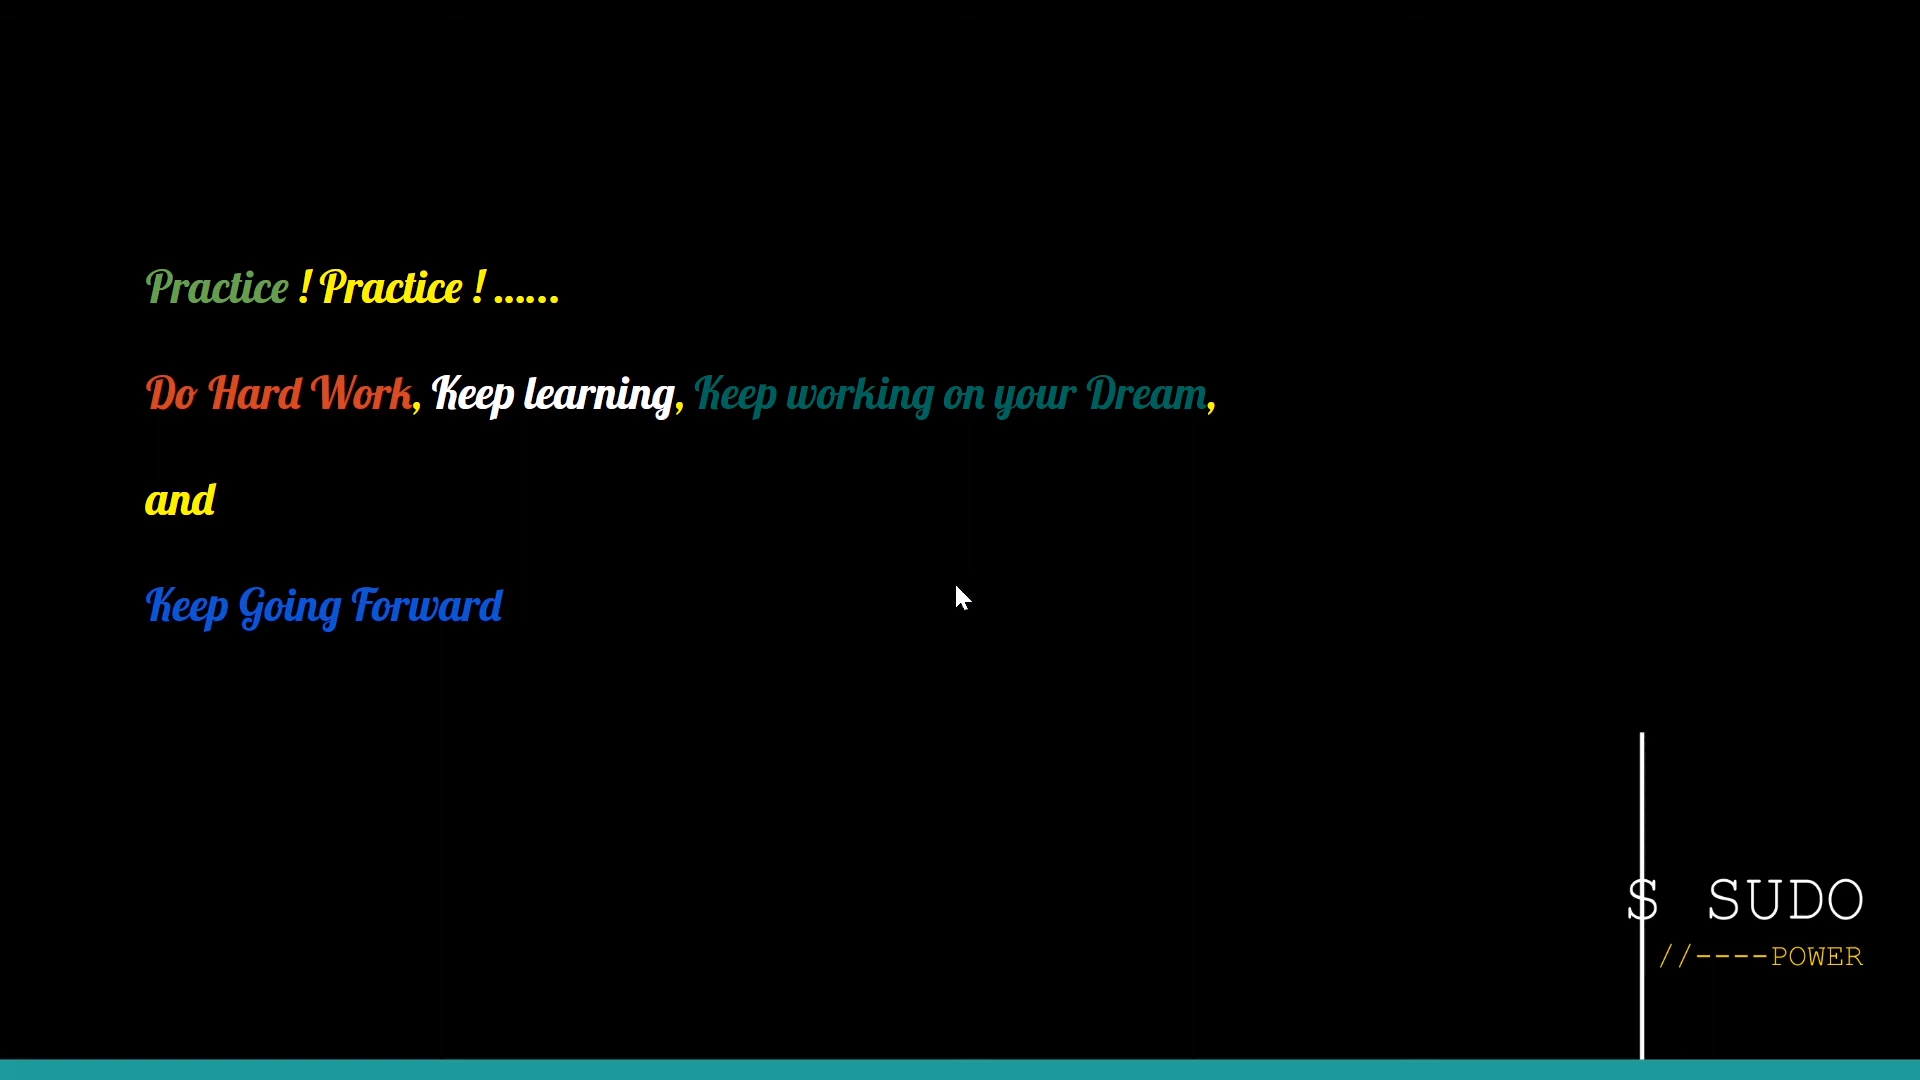 Practice ! Practice ! ......
Do Hard Work, Keep learning, Keep working on your Dream,
and
Keep Going Forward
$ SUDO
//----POWER